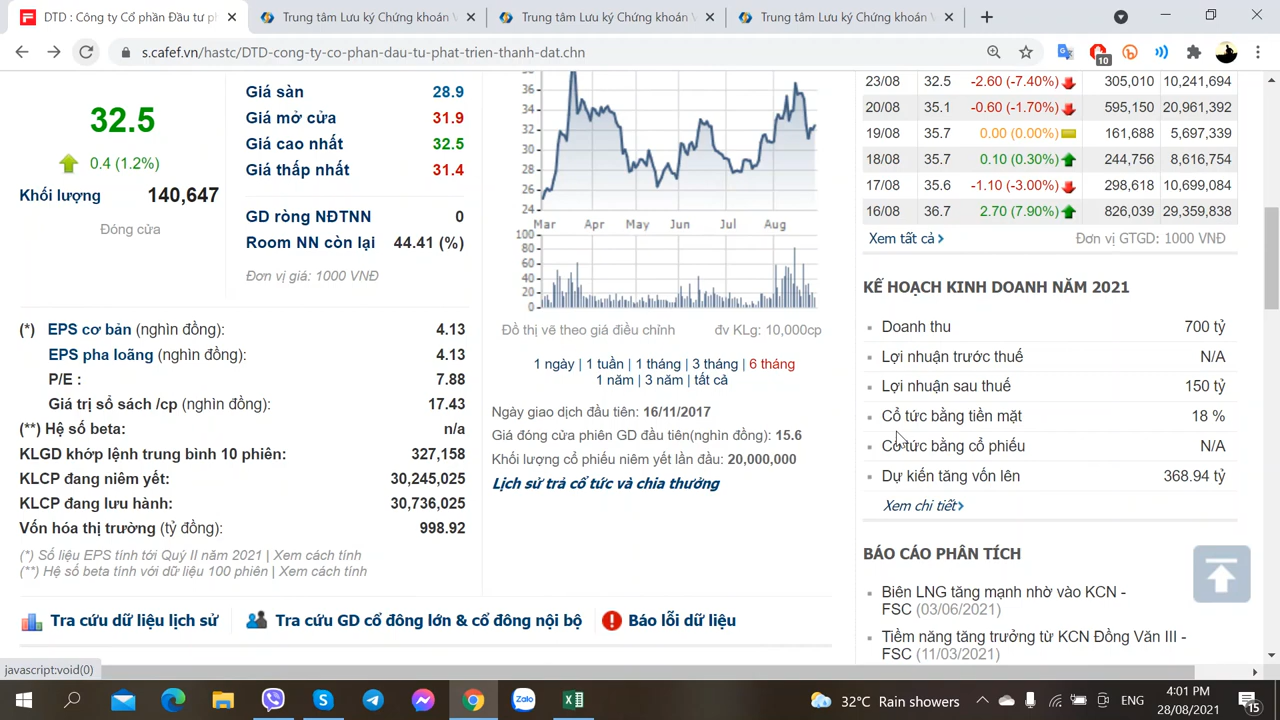 DTD : Công ty Cổ phần Đầu tư ph
Trung tâm Lưu ký Chứng khoán V
Trung tâm Lưu ký Chứng khoán V
Trung tâm Lưu ký Chứng khoán V
s.cafef.vn/hastc/DTD-cong-ty-co-phan-dau-tu-phat-trien-thanh-dat.chn
10
32.5
0.4 (1.2%)
Khối lượng 140,647
Đóng cửa
Giá sàn 28.9
Giá mở cửa 31.9
Giá cao nhất 32.5
Giá thấp nhất 31.4
GD ròng NĐTNN 0
Room NN còn lại 44.41 (%)
Đơn vị giá: 1000 VNĐ
36
34
32
30
28
26
24
Mar Apr May Jun Jul Aug
100
80
60
40
20
0
Đồ thị vẽ theo giá điều chỉnh đv KLg: 10,000cp
1 ngày | 1 tuần | 1 tháng | 3 tháng | 6 tháng
1 năm | 3 năm | tất cả
Ngày giao dịch đầu tiên: 16/11/2017
Giá đóng cửa phiên GD đầu tiên(nghìn đồng): 15.6
Khối lượng cổ phiếu niêm yết lần đầu: 20,000,000
Lịch sử trả cổ tức và chia thưởng
(*) EPS cơ bản (nghìn đồng): 4.13
EPS pha loãng (nghìn đồng): 4.13
P/E : 7.88
Giá trị sổ sách /cp (nghìn đồng): 17.43
(**) Hệ số beta: n/a
KLGD khớp lệnh trung bình 10 phiên: 327,158
KLCP đang niêm yết: 30,245,025
KLCP đang lưu hành: 30,736,025
Vốn hóa thị trường (tỷ đồng): 998.92
(*) Số liệu EPS tính tới Quý II năm 2021 | Xem cách tính
(**) Hệ số beta tính với dữ liệu 100 phiên | Xem cách tính
Tra cứu dữ liệu lịch sử Tra cứu GD cổ đông lớn & cổ đông nội bộ Báo lỗi dữ liệu
23/08 32.5 -2.60 (-7.40%) 305,010 10,241,694
20/08 35.1 -0.60 (-1.70%) 595,150 20,961,392
19/08 35.7 0.00 (0.00%) 161,688 5,697,339
18/08 35.7 0.10 (0.30%) 244,756 8,616,754
17/08 35.6 -1.10 (-3.00%) 298,618 10,699,084
16/08 36.7 2.70 (7.90%) 826,039 29,359,838
Xem tất cả Đơn vị GTGD: 1000 VNĐ
KẾ HOẠCH KINH DOANH NĂM 2021
Doanh thu 700 tỷ
Lợi nhuận trước thuế N/A
Lợi nhuận sau thuế 150 tỷ
Cổ tức bằng tiền mặt 18 %
Cổ tức bằng cổ phiếu N/A
Dự kiến tăng vốn lên 368.94 tỷ
Xem chi tiết
BÁO CÁO PHÂN TÍCH
Biên LNG tăng mạnh nhờ vào KCN -
FSC (03/06/2021)
Tiềm năng tăng trưởng từ KCN Đồng Văn III -
FSC (11/03/2021)
javascript:void(0)
Zalo
32°C Rain showers
ENG
4:01 PM
28/08/2021
15